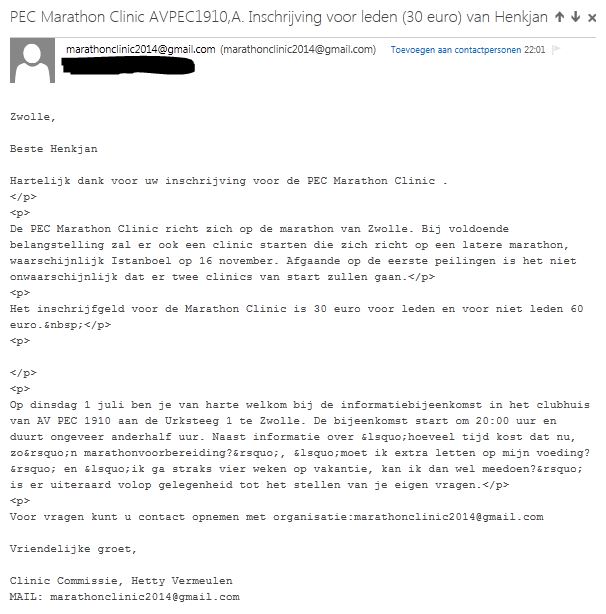 PEC Marathon Clinic AVPEC1910,A. Inschrijving voor leden (30 euro) van Henkjan
marathonclinic2014@gmail.com (marathonclinic2014@gmail.com) Toevoegen aan contactpersonen 22:01
Zwolle,
Beste Henkjan
Hartelijk dank voor uw inschrijving voor de PEC Marathon Clinic .
</p>
<p>
De PEC Marathon Clinic richt zich op de marathon van Zwolle. Bij voldoende
belangstelling zal er ook een clinic starten die zich richt op een latere marathon,
waarschijnlijk Istanboel op 16 november. Afgaande op de eerste peilingen is het niet
onwaarschijnlijk dat er twee clinics van start zullen gaan.</p>
<p>
Het inschrijfgeld voor de Marathon Clinic is 30 euro voor leden en voor niet leden 60
euro.&nbsp;</p>
<p>
</p>
<p>
Op dinsdag 1 juli ben je van harte welkom bij de informatiebijeenkomst in het clubhuis
van AV PEC 1910 aan de Urksteeg 1 te Zwolle. De bijeenkomst start om 20:00 uur en
duurt ongeveer anderhalf uur. Naast informatie over &lsquo;hoeveel tijd kost dat nu,
zo&rsquo;n marathonvoorbereiding?&rsquo;, &lsquo;moet ik extra letten op mijn voeding?
&rsquo; en &lsquo;ik ga straks vier weken op vakantie, kan ik dan wel meedoen?&rsquo;
is er uiteraard volop gelegenheid tot het stellen van je eigen vragen.</p>
<p>
Voor vragen kunt u contact opnemen met organisatie:marathonclinic2014@gmail.com
Vriendelijke groet,
Clinic Commissie, Hetty Vermeulen
MAIL: marathonclinic2014@gmail.com